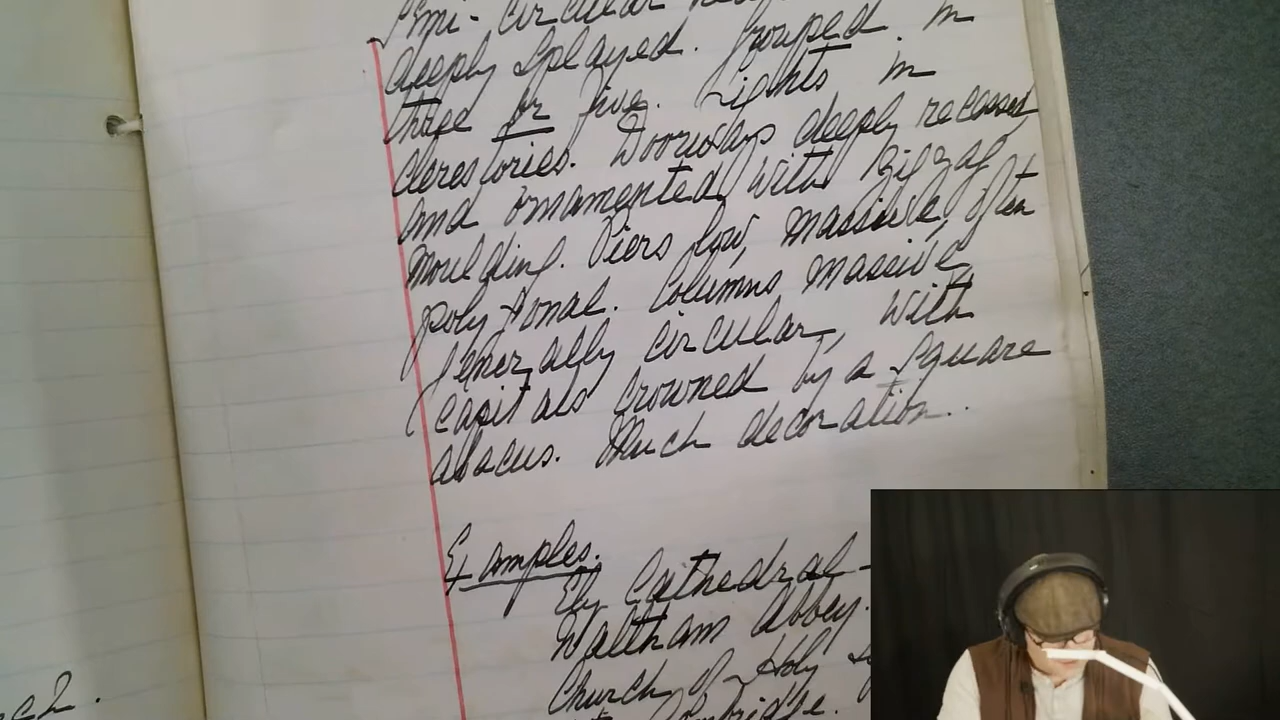 Semi-Circular
deeply Splayed. Grouped in
three or five. Lights in
clerestories. Doorways deeply recessed
and ornamented with Zigzag
moulding. Piers low, massive, often
polygonal. Columns massive,
generally circular, with
Capitals crowned by a Square
abacus. Much decoration..
Examples.
Ely Cathedral-
Waltham Abbey.
Church of Holy